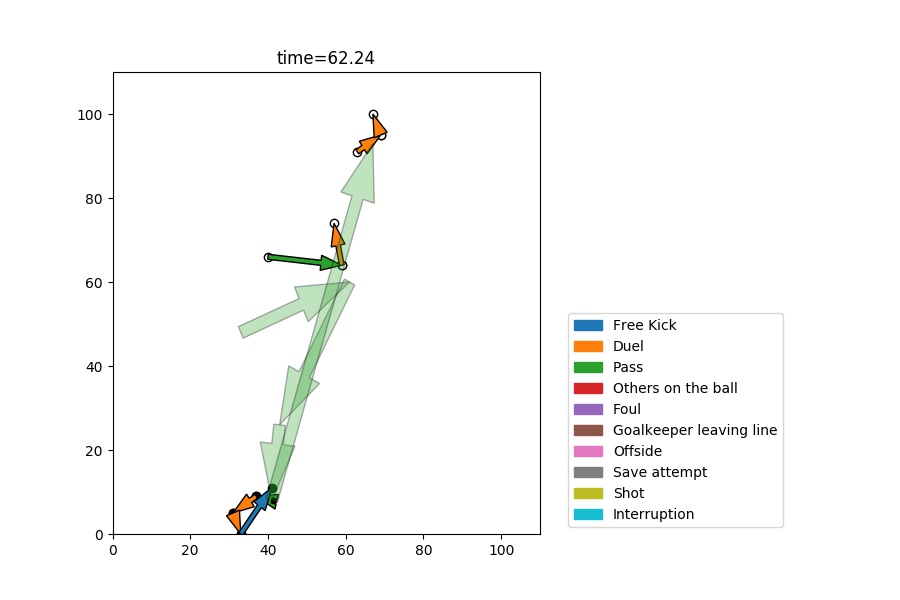 time=62.24
100
80
60
40
20
0
0 20 40 60 80 100
Free Kick
Duel
Pass
Others on the ball
Foul
Goalkeeper leaving line
Offside
Save attempt
Shot
Interruption